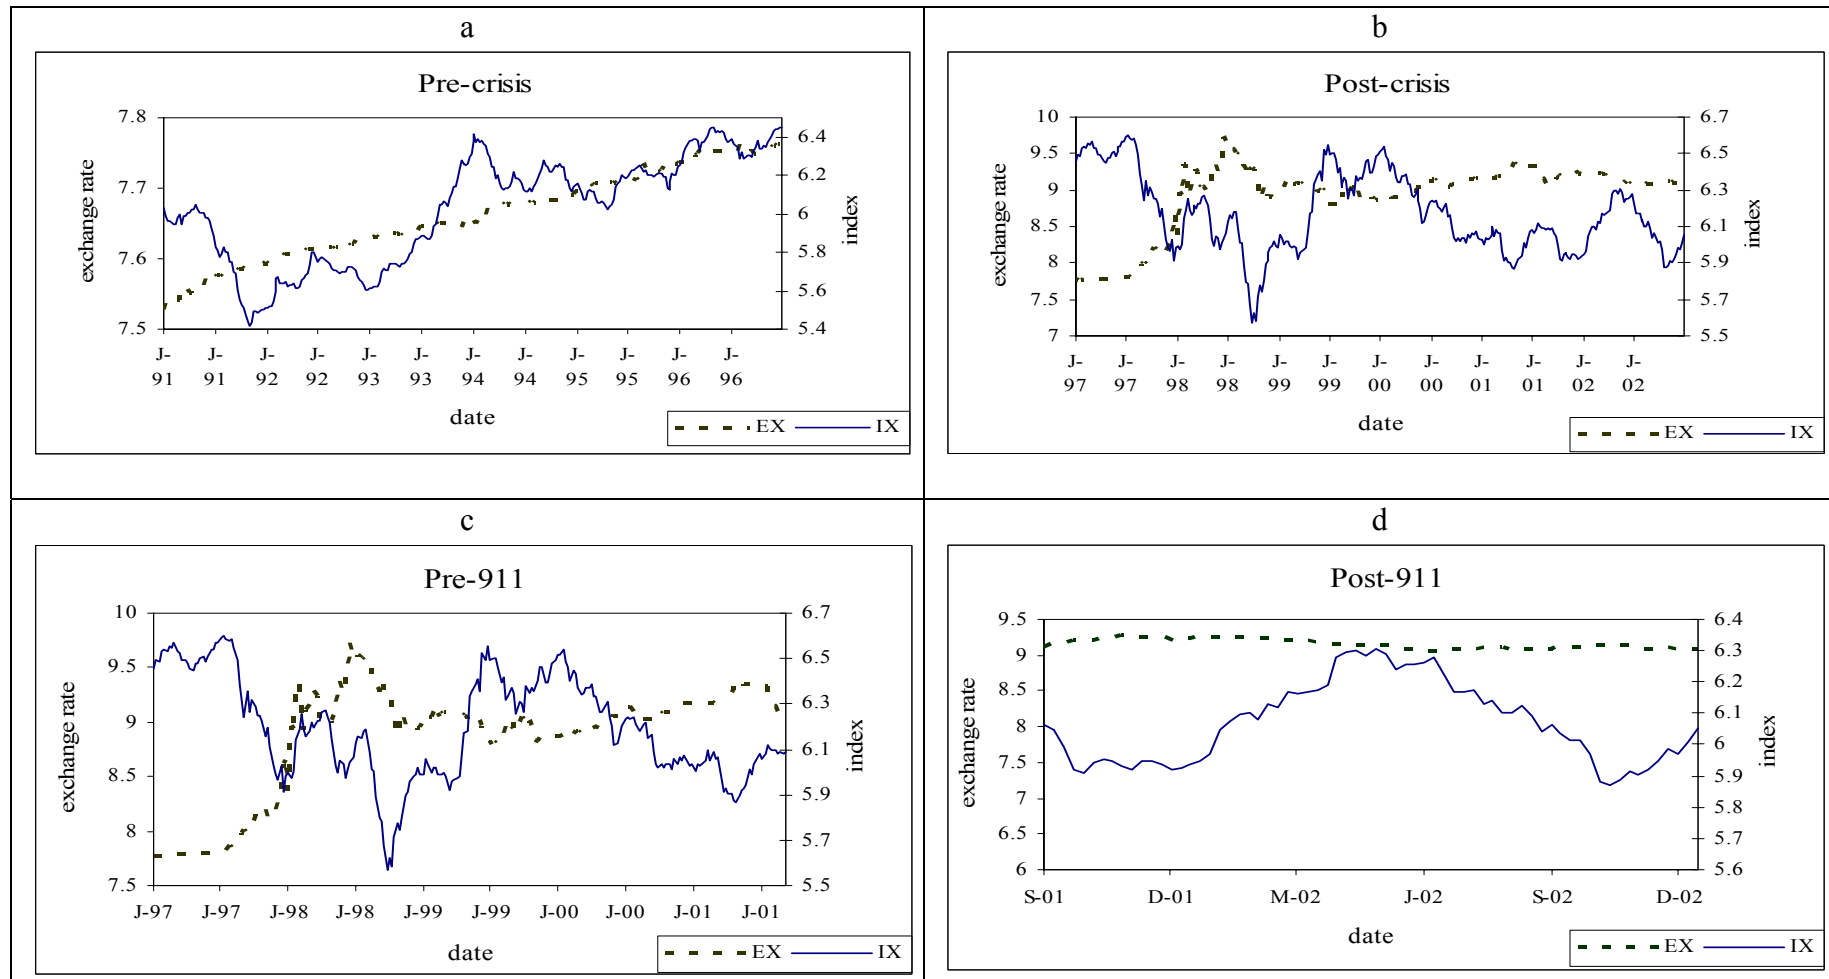 a
Pre-crisis
7.8
7.7
7.6
7.5
exchange rate
6.4
6.2
6
5.8
5.6
5.4
index
J-91 J-91 J-92 J-92 J-93 J-93 J-94 J-94 J-95 J-95 J-96 J-96
date
EX IX
b
Post-crisis
10
9.5
9
8.5
8
7.5
7
exchange rate
6.7
6.5
6.3
6.1
5.9
5.7
5.5
index
J-97 J-97 J-98 J-98 J-99 J-99 J-00 J-00 J-01 J-01 J-02 J-02
date
EX IX
c
Pre-911
10
9.5
9
8.5
8
7.5
exchange rate
6.7
6.5
6.3
6.1
5.9
5.7
5.5
index
J-97 J-97 J-98 J-98 J-99 J-99 J-00 J-00 J-01 J-01
date
EX IX
d
Post-911
9.5
9
8.5
8
7.5
7
6.5
6
exchange rate
6.4
6.3
6.2
6.1
6
5.9
5.8
5.7
5.6
index
S-01 D-01 M-02 J-02 S-02 D-02
date
EX IX